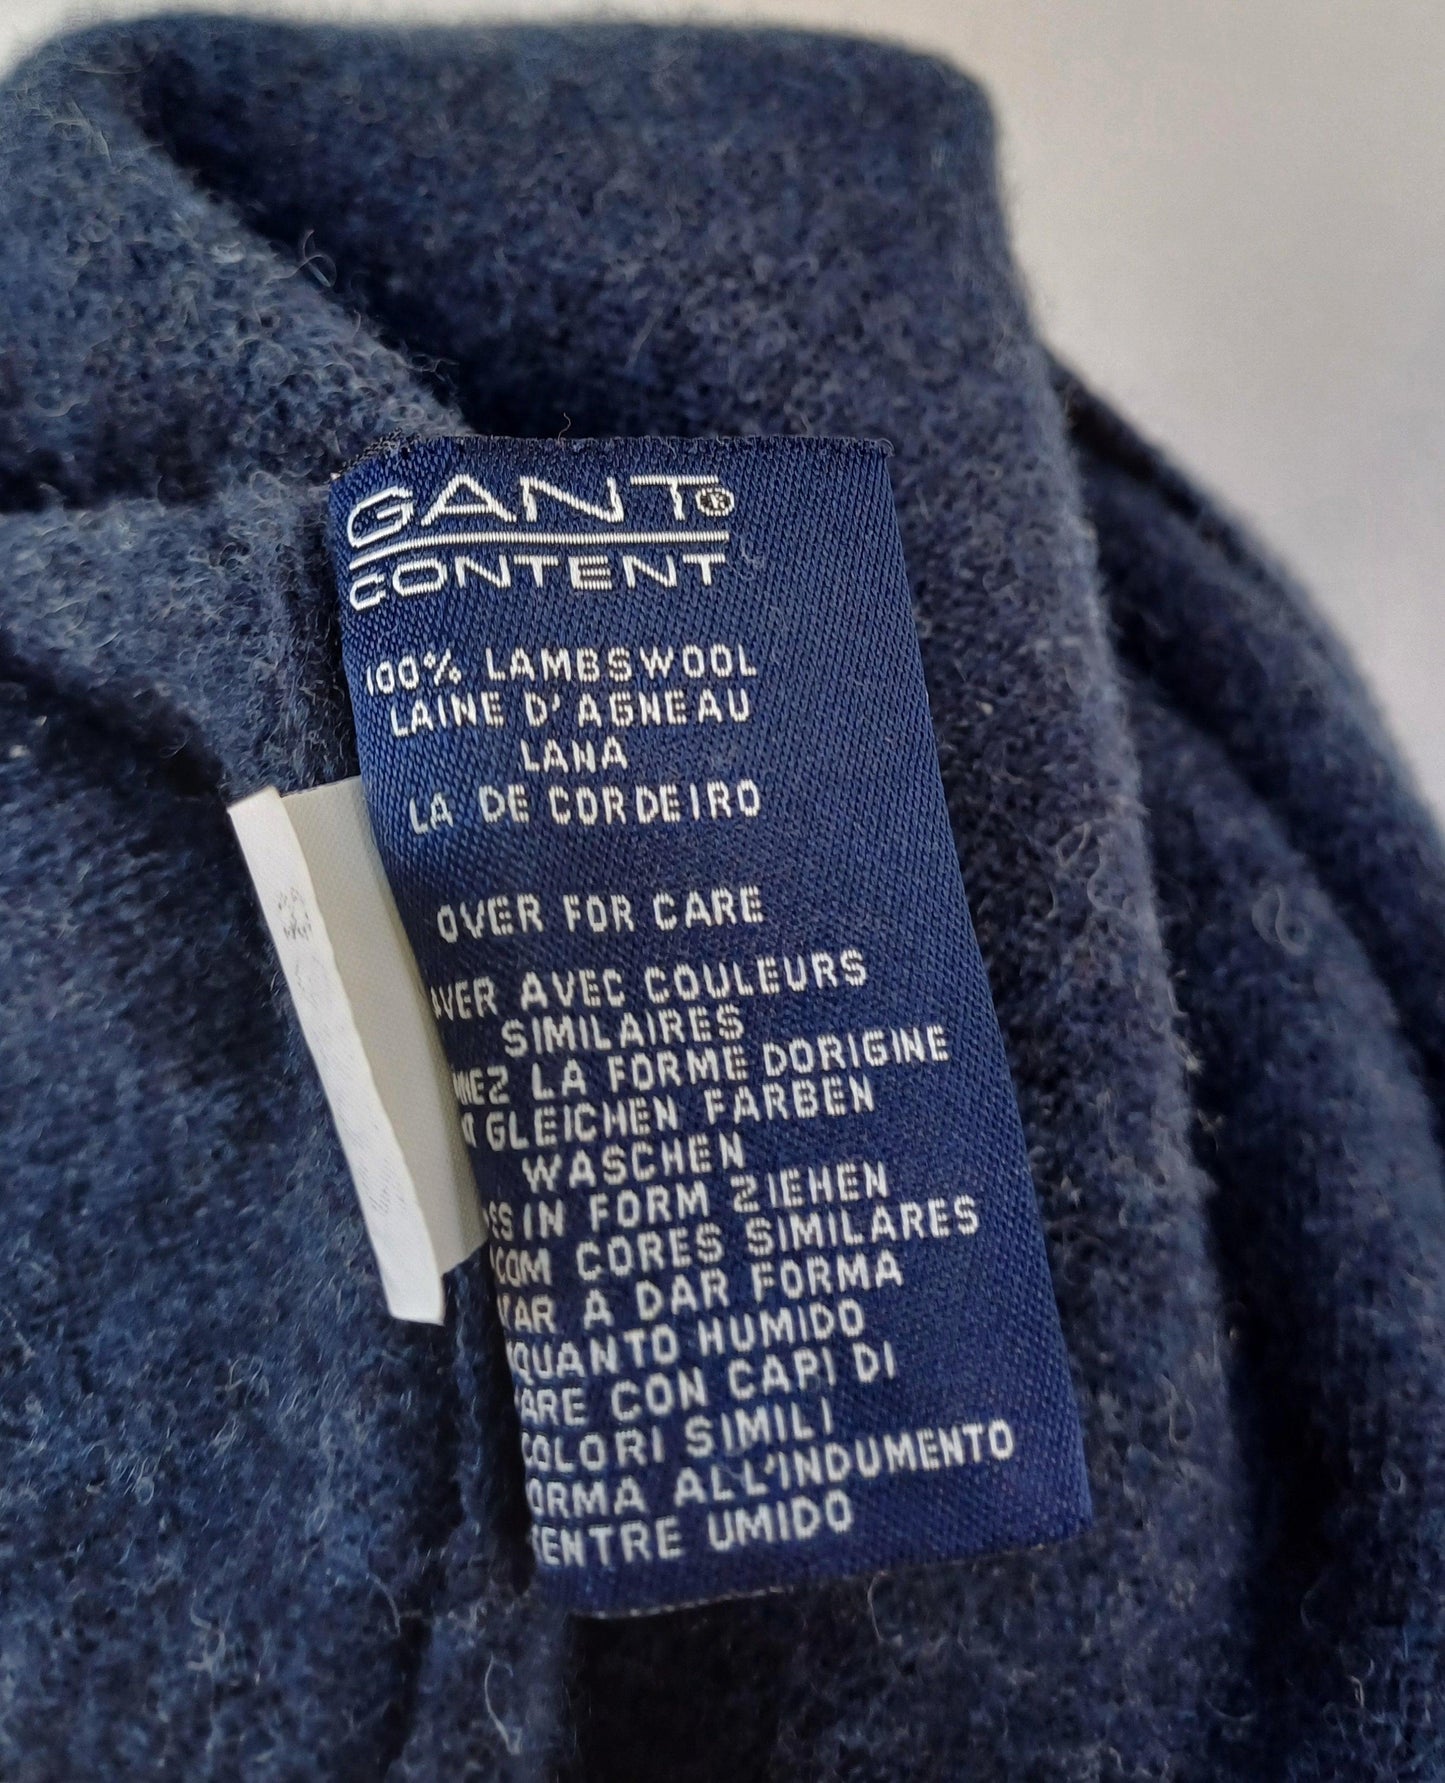 GANT®
CONTENT
100% LAMBSWOOL
LAINE D'AGNEAU
LANA
LA DE CORDEIRO
OVER FOR CARE
AVEC COULEURS
SIMILAIRES
LA FORME DORIGINE
GLEICHEN FARBEN
WASCHEN
IN FORM ZIEHEN
COM CORES SIMILARES
A DAR FORMA
QUANTO HUMIDO
CON CAPI DI
COLORI SIMILI
ALL'INDUMENTO
UMIDO